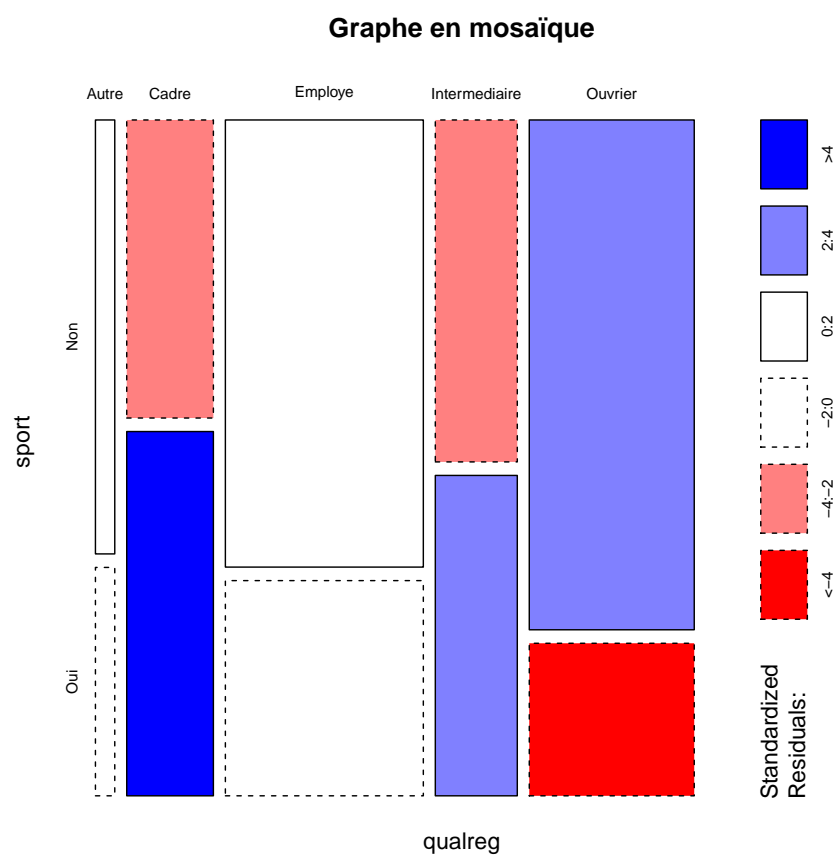 Graphe en mosaïque
Autre Cadre Employe Intermediaire Ouvrier
Non
Oui
sport
qualreg
>4
2:4
0:2
−2:0
−4:−2
<−4
Standardized
Residuals: